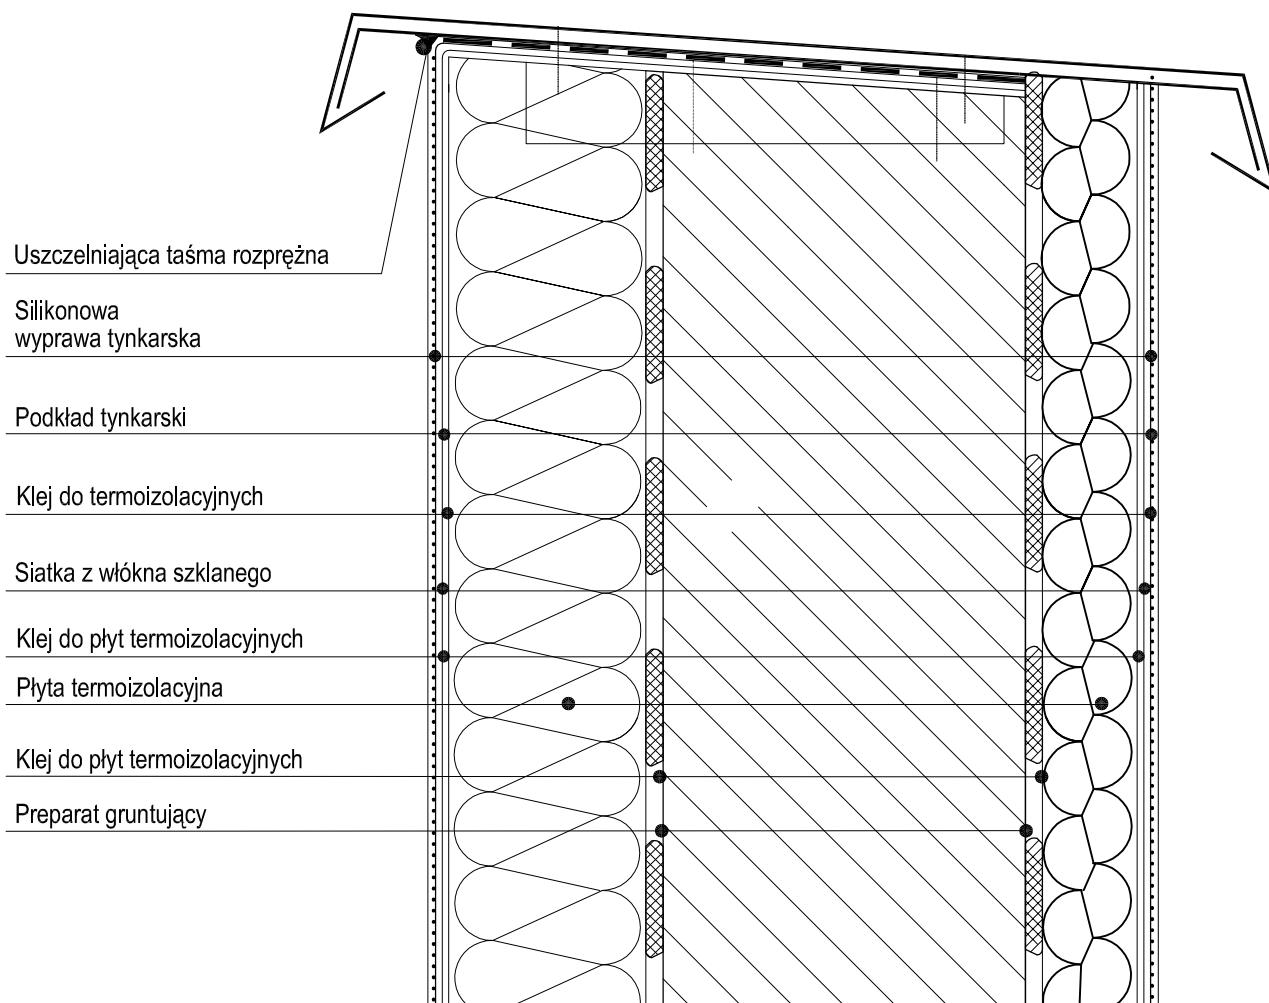 Uszczelniająca taśma rozprężna
Silikonowa
wyprawa tynkarska
Podkład tynkarski
Klej do termoizolacyjnych
Siatka z włókna szklanego
Klej do płyt termoizolacyjnych
Płyta termoizolacyjna
Klej do płyt termoizolacyjnych
Preparat gruntujący